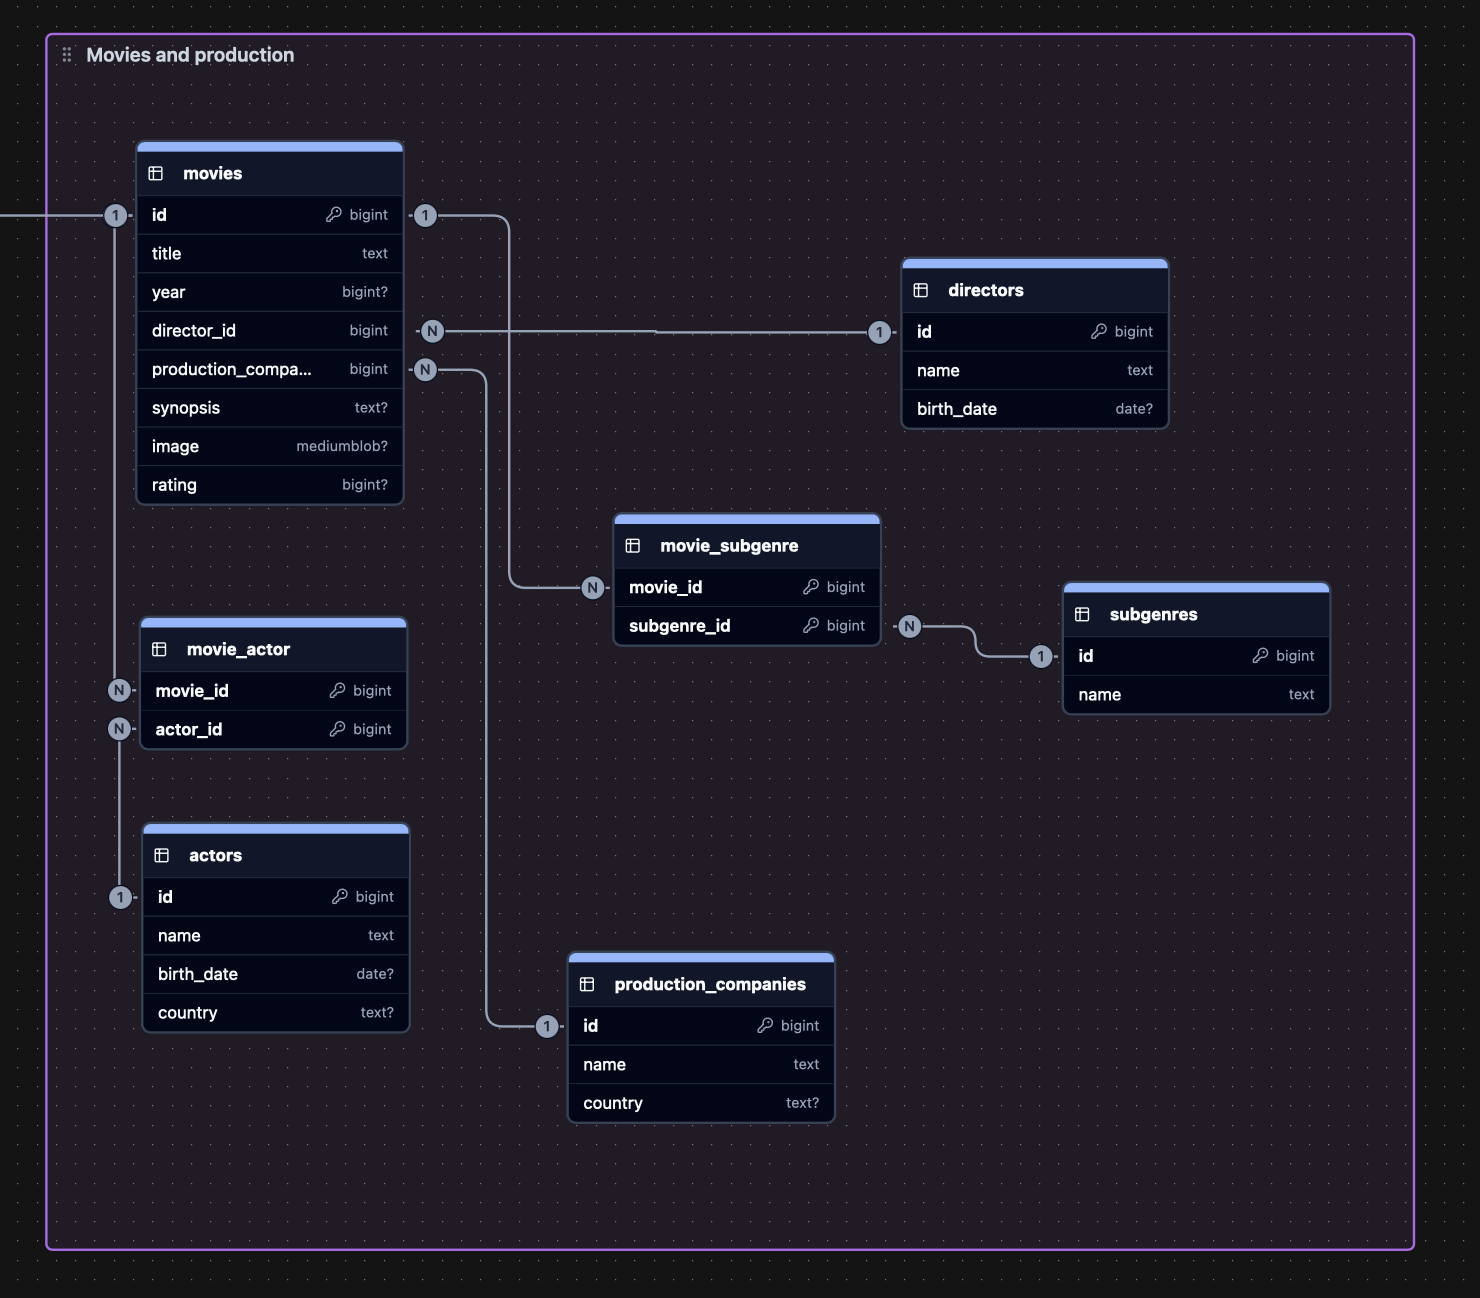 Movies and production
movies
1 id bigint 1
title text
year bigint?
director_id bigint N
production_compa... bigint N
synopsis text?
image mediumblob?
rating bigint?
directors
1 id bigint
name text
birth_date date?
movie_subgenre
N movie_id bigint
subgenre_id bigint N
subgenres
1 id bigint
name text
movie_actor
N movie_id bigint
N actor_id bigint
actors
1 id bigint
name text
birth_date date?
country text?
production_companies
1 id bigint
name text
country text?